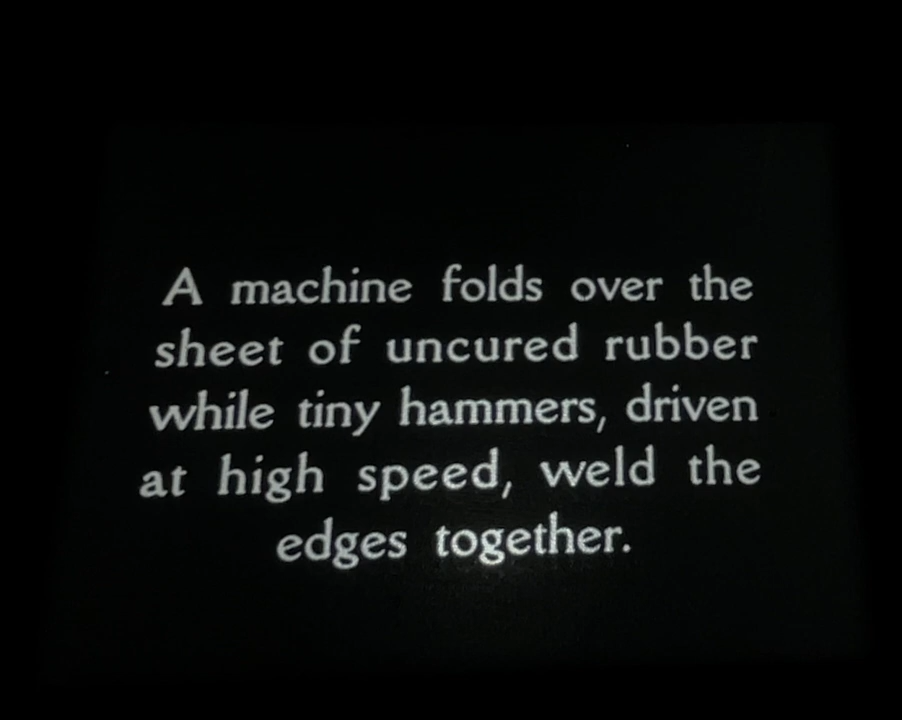 A machine folds over the
sheet of uncured rubber
while tiny hammers, driven
at high speed, weld the
edges together.